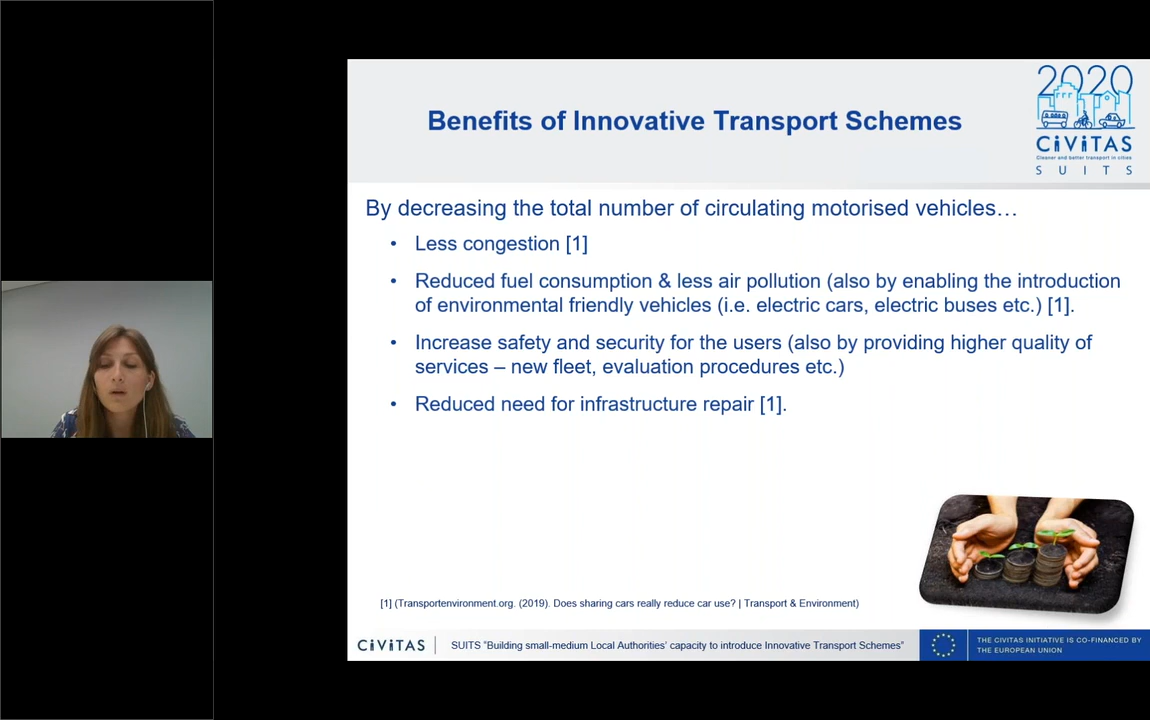 Benefits of Innovative Transport Schemes
2020
CiViTAS
Cleaner and better transport in cities
S U I T S
By decreasing the total number of circulating motorised vehicles…
• Less congestion [1]
• Reduced fuel consumption & less air pollution (also by enabling the introduction
of environmental friendly vehicles (i.e. electric cars, electric buses etc.) [1].
• Increase safety and security for the users (also by providing higher quality of
services – new fleet, evaluation procedures etc.)
• Reduced need for infrastructure repair [1].
[1] (Transportenvironment.org. (2019). Does sharing cars really reduce car use? | Transport & Environment)
CiViTAS
SUITS "Building small-medium Local Authorities' capacity to introduce Innovative Transport Schemes"
THE CIVITAS INITIATIVE IS CO-FINANCED BY
THE EUROPEAN UNION